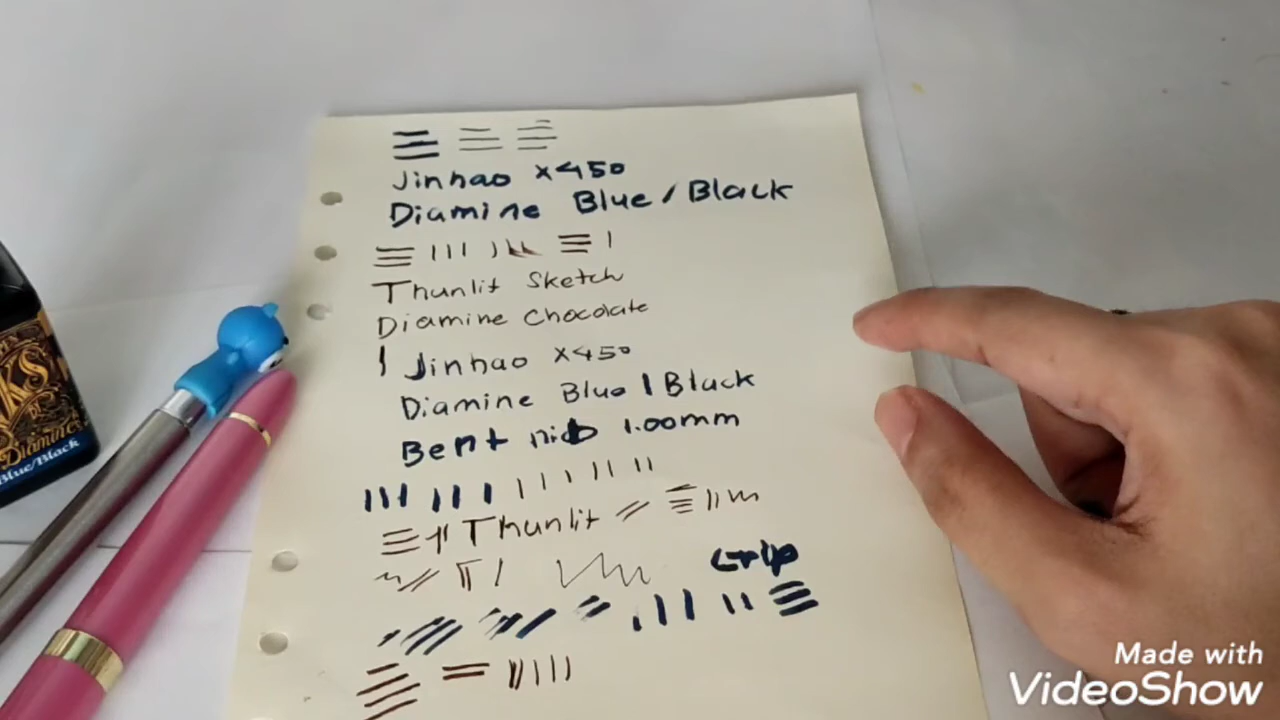 Jinhao x450
Diamine Blue/Black
Thunlit Sketch
Diamine Chocolate
Jinhao x450
Diamine Blue/Black
Bent nib 1.00mm
Thunlit
KS
Diamine
Blue/Black
Made with
VideoShow